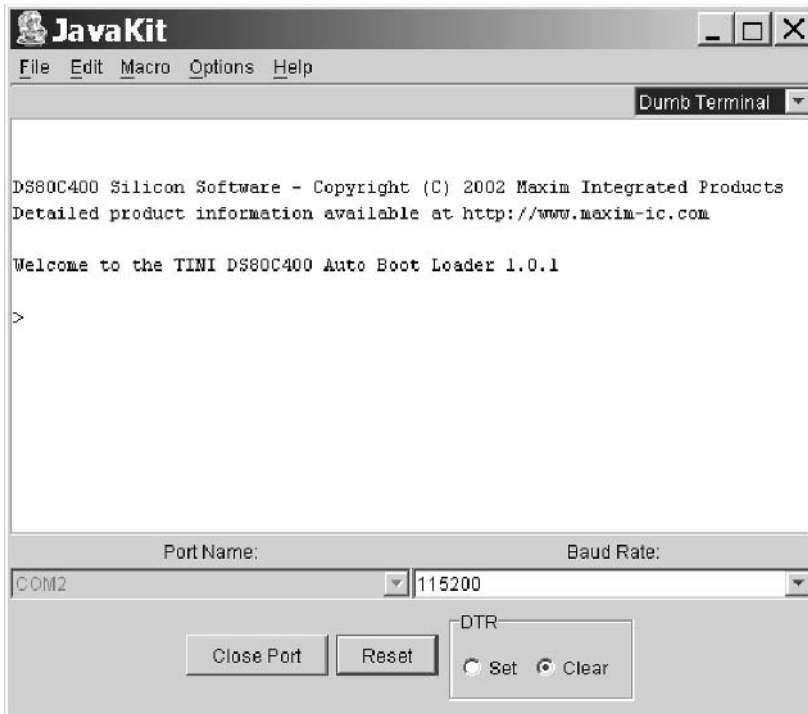 JavaKit
File Edit Macro Options Help
Dumb Terminal
DS80C400 Silicon Software - Copyright (C) 2002 Maxim Integrated Products
Detailed product information available at http://www.maxim-ic.com
Welcome to the TINI DS80C400 Auto Boot Loader 1.0.1
>
Port Name: Baud Rate:
COM2 115200
DTR
Close Port Reset Set Clear